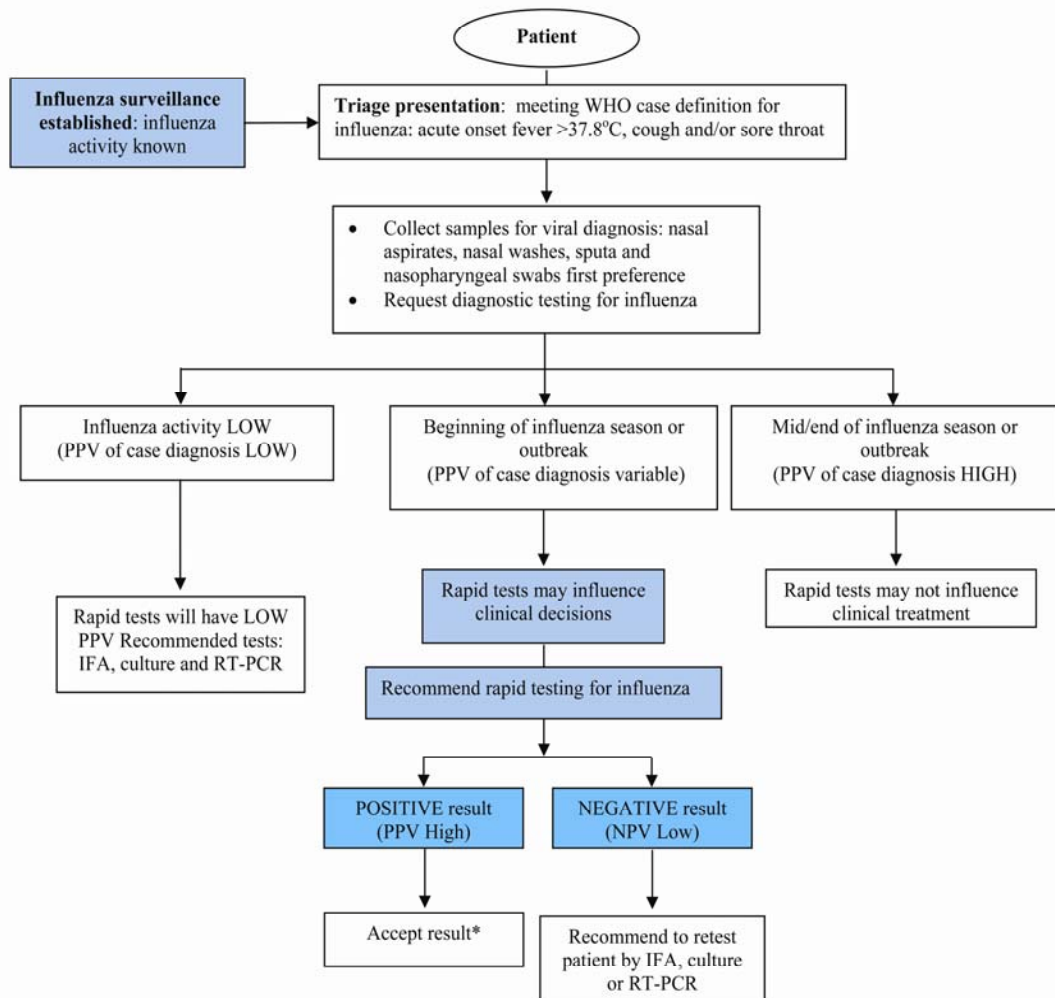 Patient
Influenza surveillance
established: influenza
activity known
Triage presentation: meeting WHO case definition for
influenza: acute onset fever >37.8°C, cough and/or sore throat
• Collect samples for viral diagnosis: nasal
aspirates, nasal washes, sputa and
nasopharyngeal swabs first preference
• Request diagnostic testing for influenza
Influenza activity LOW
(PPV of case diagnosis LOW)
Beginning of influenza season or
outbreak
(PPV of case diagnosis variable)
Mid/end of influenza season or
outbreak
(PPV of case diagnosis HIGH)
Rapid tests will have LOW
PPV Recommended tests:
IFA, culture and RT-PCR
Rapid tests may influence
clinical decisions
Rapid tests may not influence
clinical treatment
Recommend rapid testing for influenza
POSITIVE result
(PPV High)
NEGATIVE result
(NPV Low)
Accept result*
Recommend to retest
patient by IFA, culture
or RT-PCR